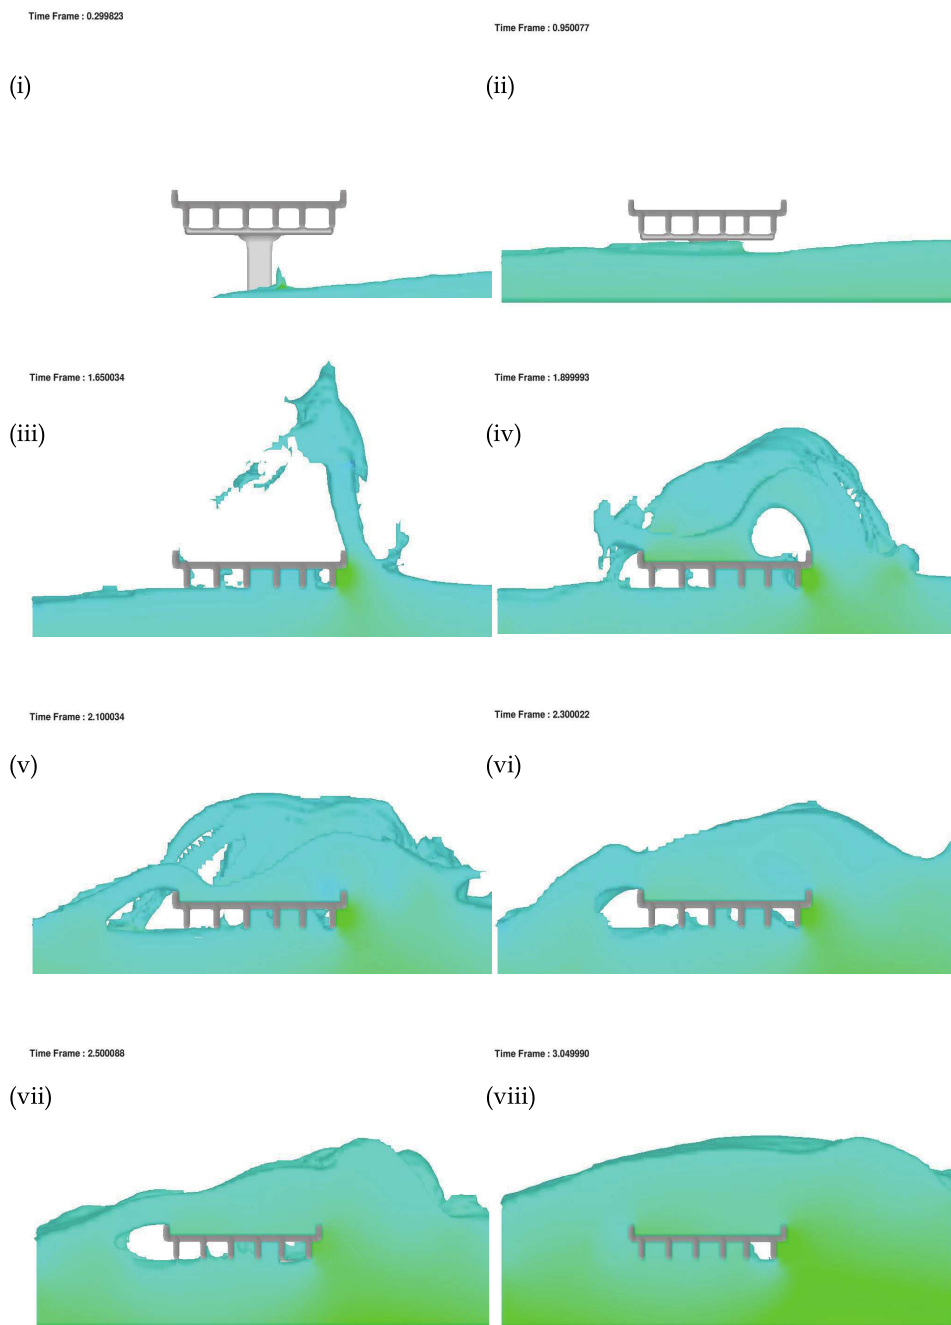 Time Frame : 0.299823
Time Frame : 0.950077
(i)
(ii)
Time Frame : 1.650034
Time Frame : 1.899993
(iii)
(iv)
Time Frame : 2.100034
Time Frame : 2.300022
(v)
(vi)
Time Frame : 2.500088
Time Frame : 3.049990
(vii)
(viii)